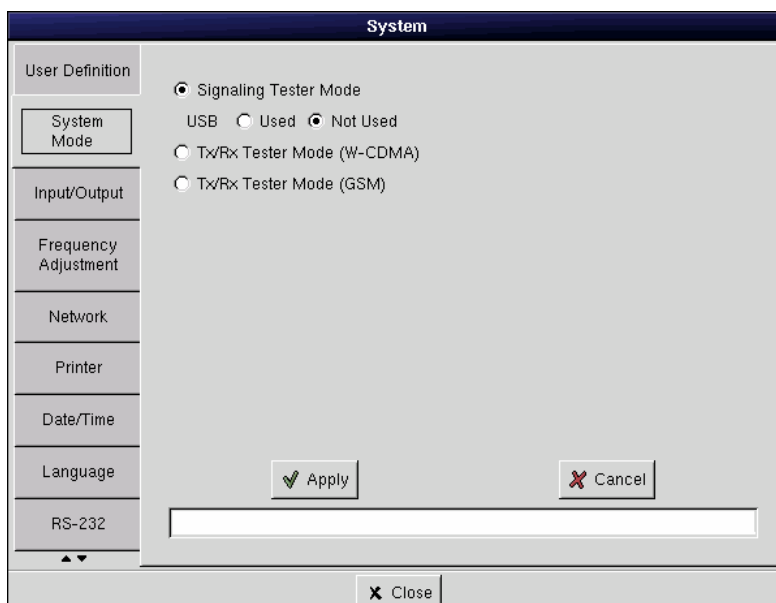 System
User Definition
System
Mode
Input/Output
Frequency
Adjustment
Network
Printer
Date/Time
Language
RS-232
Signaling Tester Mode
USB Used Not Used
Tx/Rx Tester Mode (W-CDMA)
Tx/Rx Tester Mode (GSM)
Apply
Cancel
Close